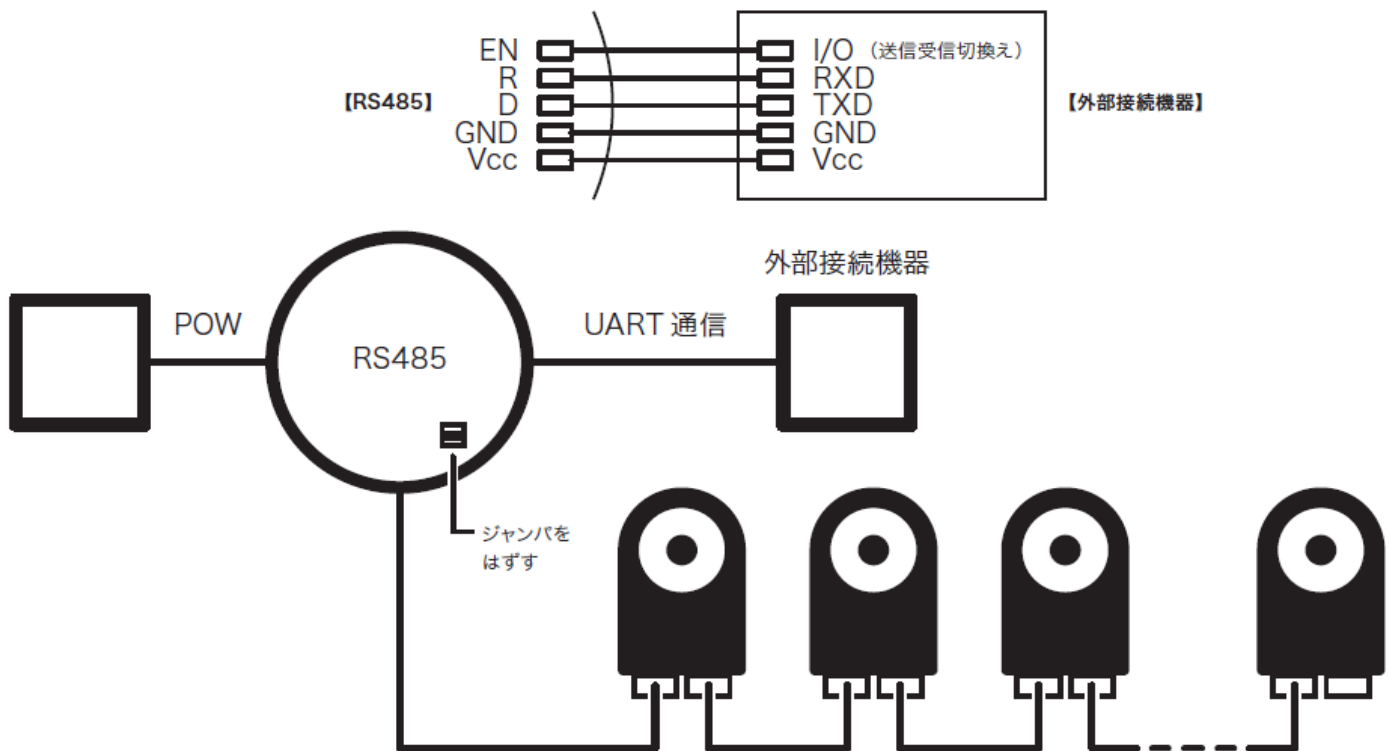 EN
R
D
GND
Vcc
【RS485】
I/O（送信受信切換え）
RXD
TXD
GND
Vcc
【外部接続機器】
外部接続機器
POW
RS485
UART 通信
ジャンパを
はずす